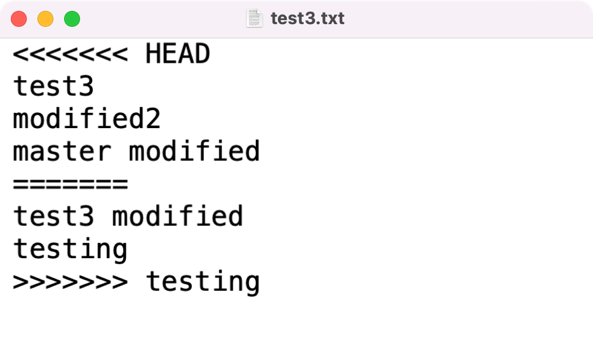 test3.txt
<<<<<<< HEAD
test3
modified2
master modified
=======
test3 modified
testing
>>>>>>> testing